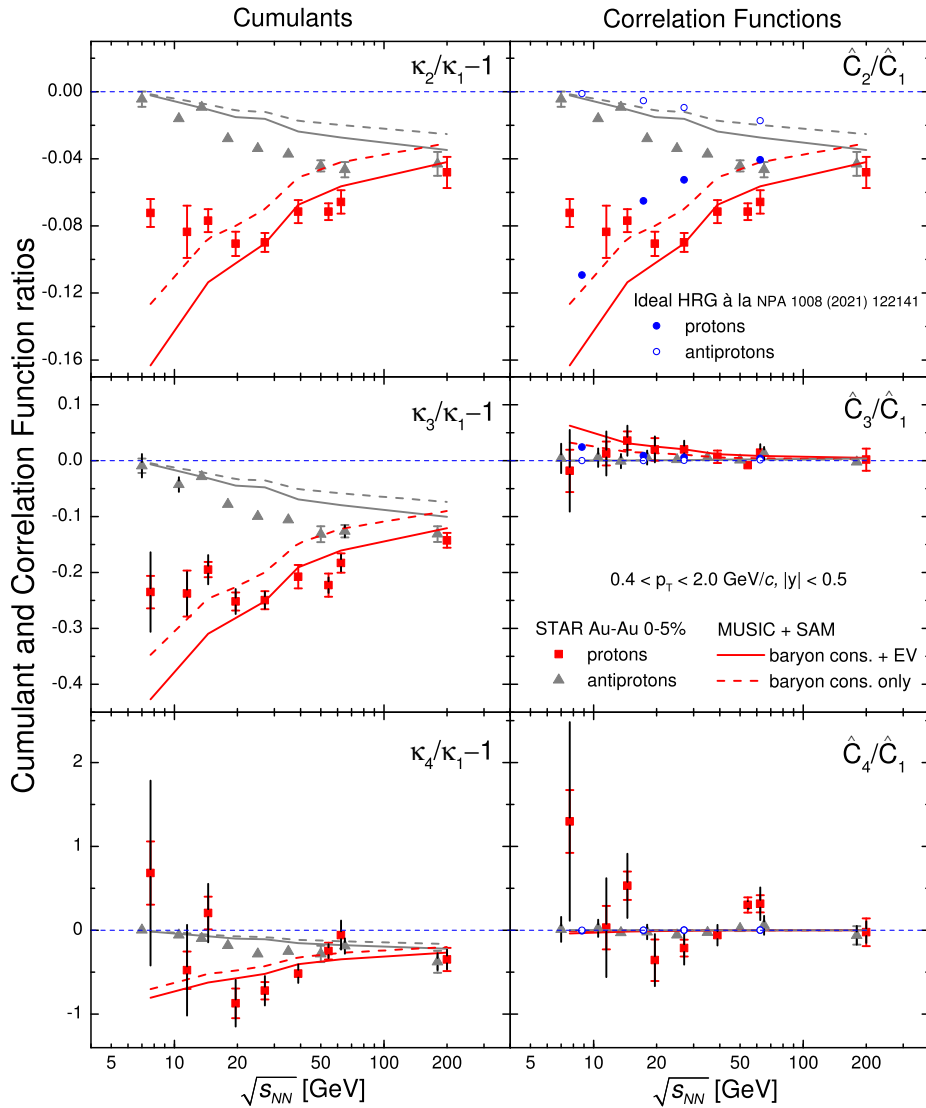 Cumulants
Correlation Functions
Cumulant and Correlation Function ratios
κ₂/κ₁−1
0.00
-0.04
-0.08
-0.12
-0.16
Ĉ₂/Ĉ₁
Ideal HRG à la NPA 1008 (2021) 122141
protons
antiprotons
κ₃/κ₁−1
0.1
0.0
-0.1
-0.2
-0.3
-0.4
Ĉ₃/Ĉ₁
0.4 < p_T < 2.0 GeV/c, |y| < 0.5
STAR Au-Au 0-5%
protons
antiprotons
MUSIC + SAM
baryon cons. + EV
baryon cons. only
κ₄/κ₁−1
2
1
0
-1
Ĉ₄/Ĉ₁
5 10 20 50 100 200
√s_NN [GeV]
5 10 20 50 100 200
√s_NN [GeV]